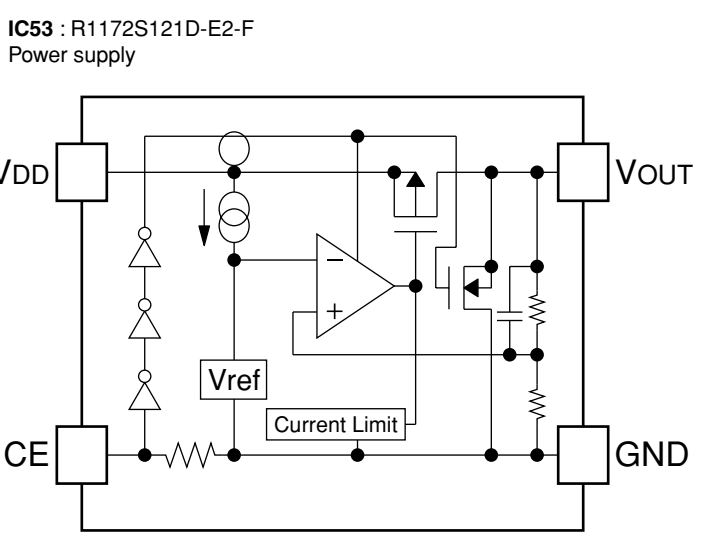 IC53 : R1172S121D-E2-F
Power supply
VDD
VOUT
−
+
Vref
Current Limit
CE
GND